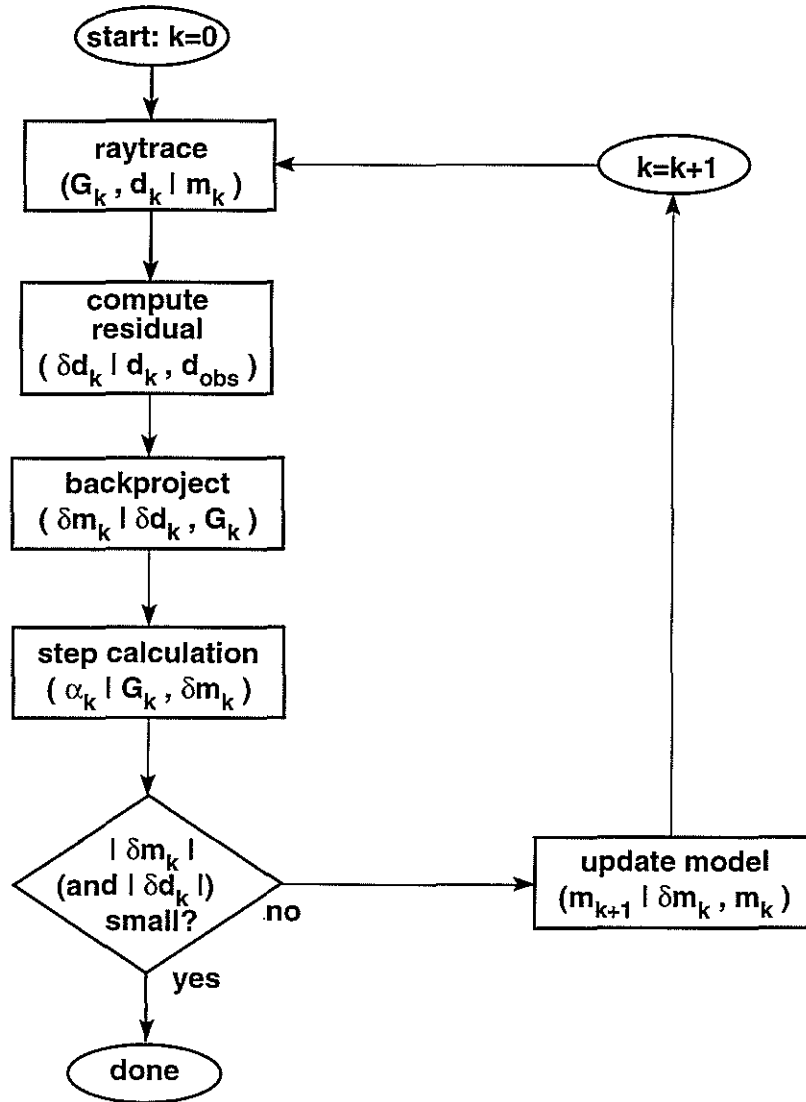 start: k=0
raytrace
(G_k , d_k | m_k)
compute
residual
( δd_k | d_k , d_obs )
backproject
( δm_k | δd_k , G_k )
step calculation
( α_k | G_k , δm_k )
| δm_k |
(and | δd_k |)
small?
no
yes
done
update model
(m_k+1 | δm_k , m_k )
k=k+1